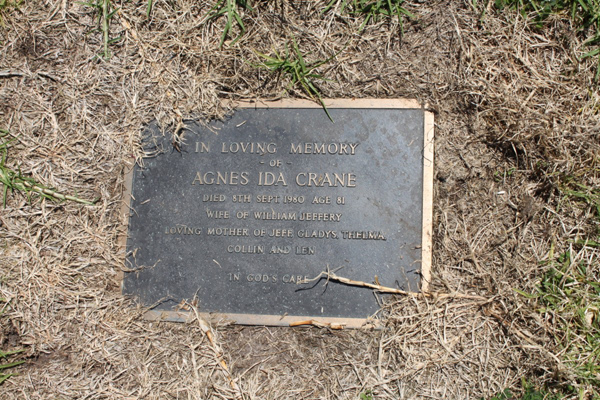 IN LOVING MEMORY
- OF -
AGNES IDA CRANE
DIED 8TH SEPT 1980 AGE 81
WIFE OF WILLIAM JEFFERY
LOVING MOTHER OF JEFF, GLADYS, THELMA,
COLLIN AND LEN
IN GOD'S CARE